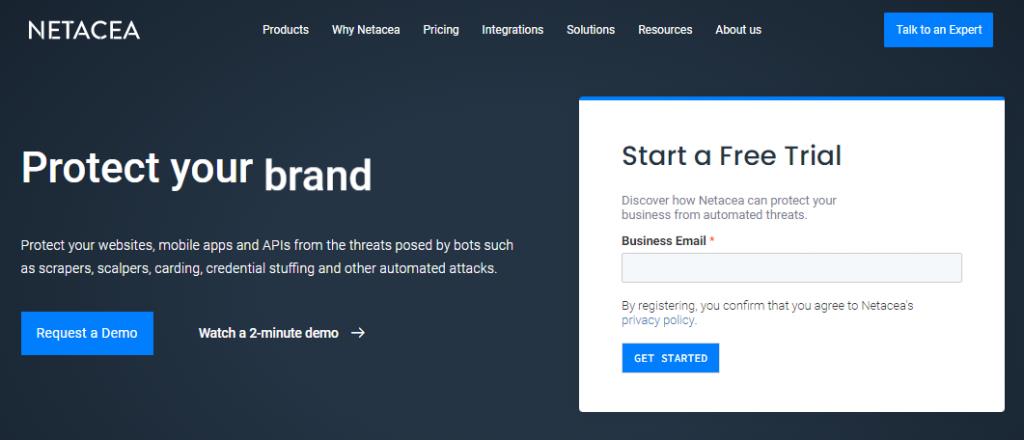 NETACEA
Products Why Netacea Pricing Integrations Solutions Resources About us
Talk to an Expert
Protect your brand
Protect your websites, mobile apps and APIs from the threats posed by bots such
as scrapers, scalpers, carding, credential stuffing and other automated attacks.
Request a Demo
Watch a 2-minute demo →
Start a Free Trial
Discover how Netacea can protect your
business from automated threats.
Business Email *
By registering, you confirm that you agree to Netacea's
privacy policy.
GET STARTED